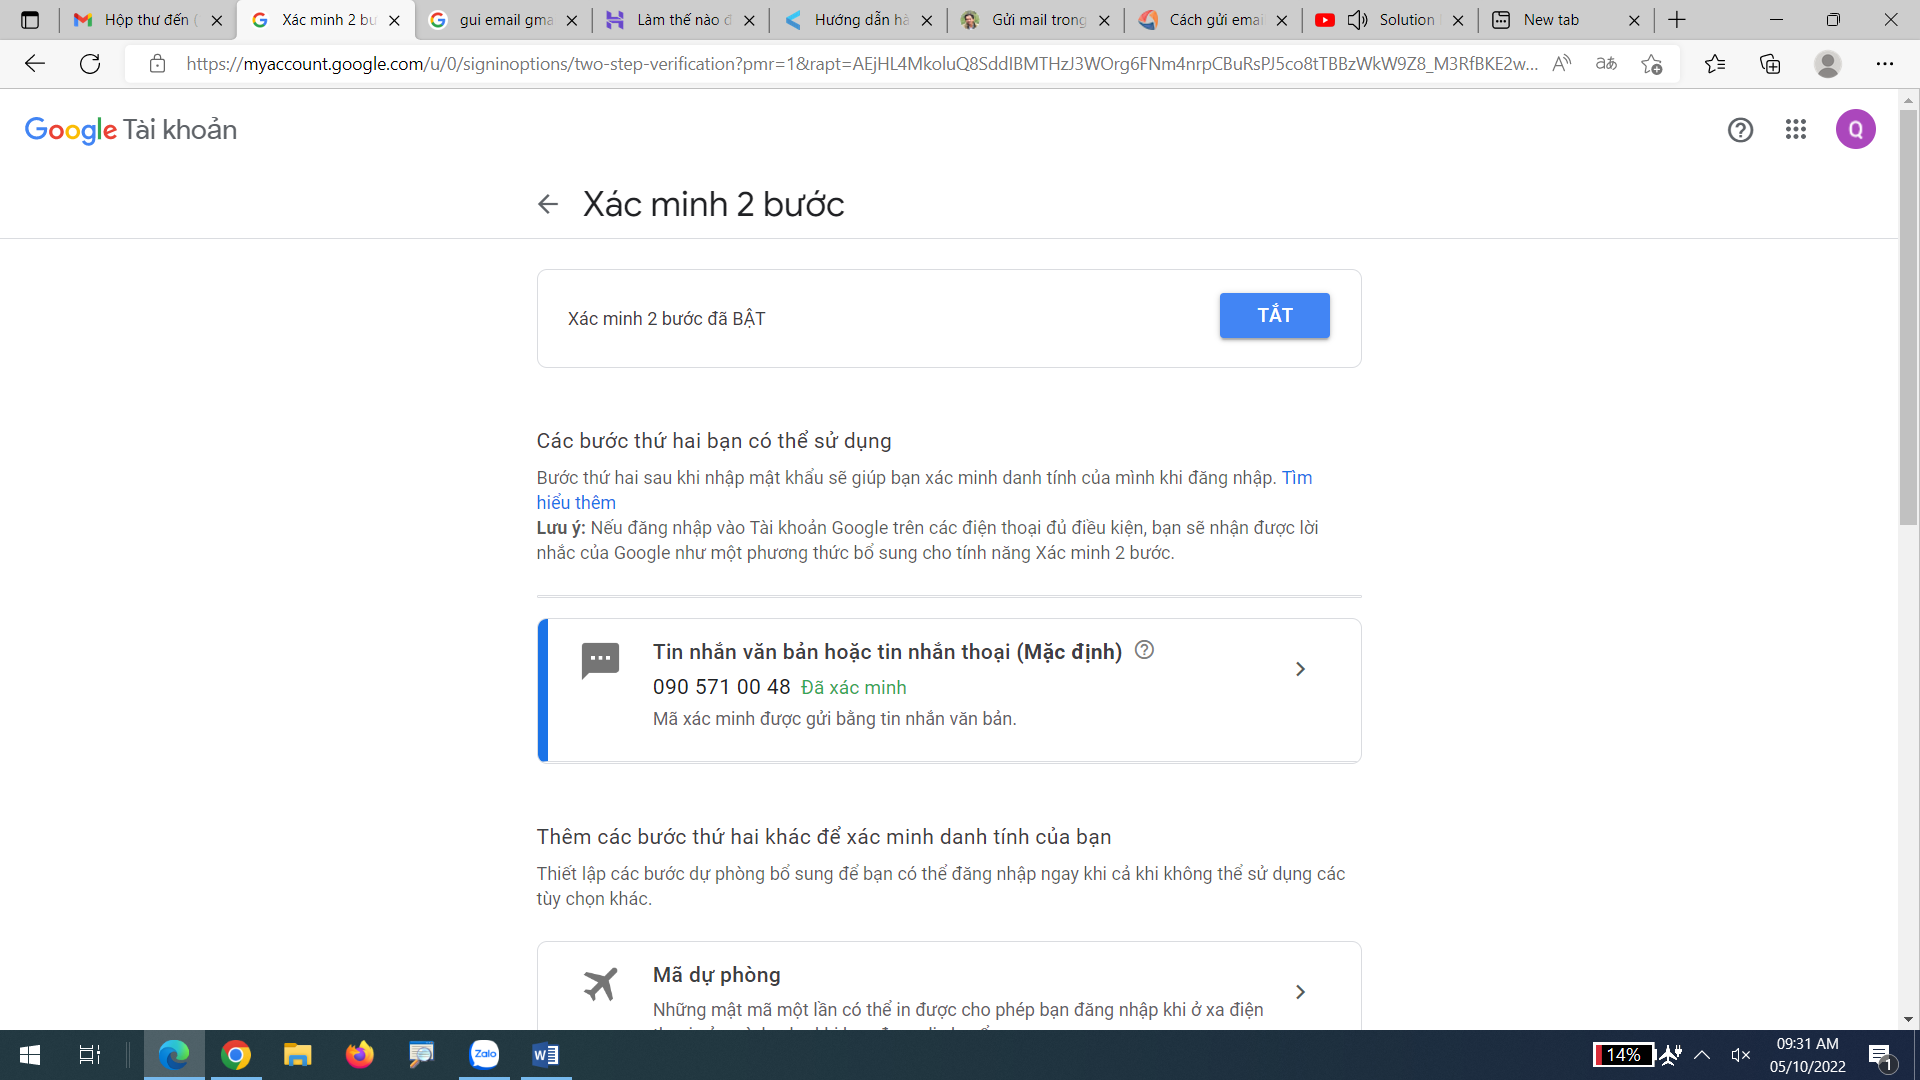 Hộp thư đến (
Xác minh 2 bư
gui email gma
Làm thế nào đ
Hướng dẫn hà
Gửi mail trong
Cách gửi emai
Solution
New tab
https://myaccount.google.com/u/0/signinoptions/two-step-verification?pmr=1&rapt=AEjHL4MkoluQ8SddIBMTHzJ3WOrg6FNm4nrpCBuRsPJ5co8tTBBzWkW9Z8_M3RfBKE2w...
Google Tài khoản
Q
Xác minh 2 bước
Xác minh 2 bước đã BẬT
TẮT
Các bước thứ hai bạn có thể sử dụng
Bước thứ hai sau khi nhập mật khẩu sẽ giúp bạn xác minh danh tính của mình khi đăng nhập. Tìm
hiểu thêm
Lưu ý: Nếu đăng nhập vào Tài khoản Google trên các điện thoại đủ điều kiện, bạn sẽ nhận được lời
nhắc của Google như một phương thức bổ sung cho tính năng Xác minh 2 bước.
Tin nhắn văn bản hoặc tin nhắn thoại (Mặc định)
090 571 00 48 Đã xác minh
Mã xác minh được gửi bằng tin nhắn văn bản.
Thêm các bước thứ hai khác để xác minh danh tính của bạn
Thiết lập các bước dự phòng bổ sung để bạn có thể đăng nhập ngay khi cả khi không thể sử dụng các
tùy chọn khác.
Mã dự phòng
Những mật mã một lần có thể in được cho phép bạn đăng nhập khi ở xa điện
Zalo
14%
09:31 AM
05/10/2022
1